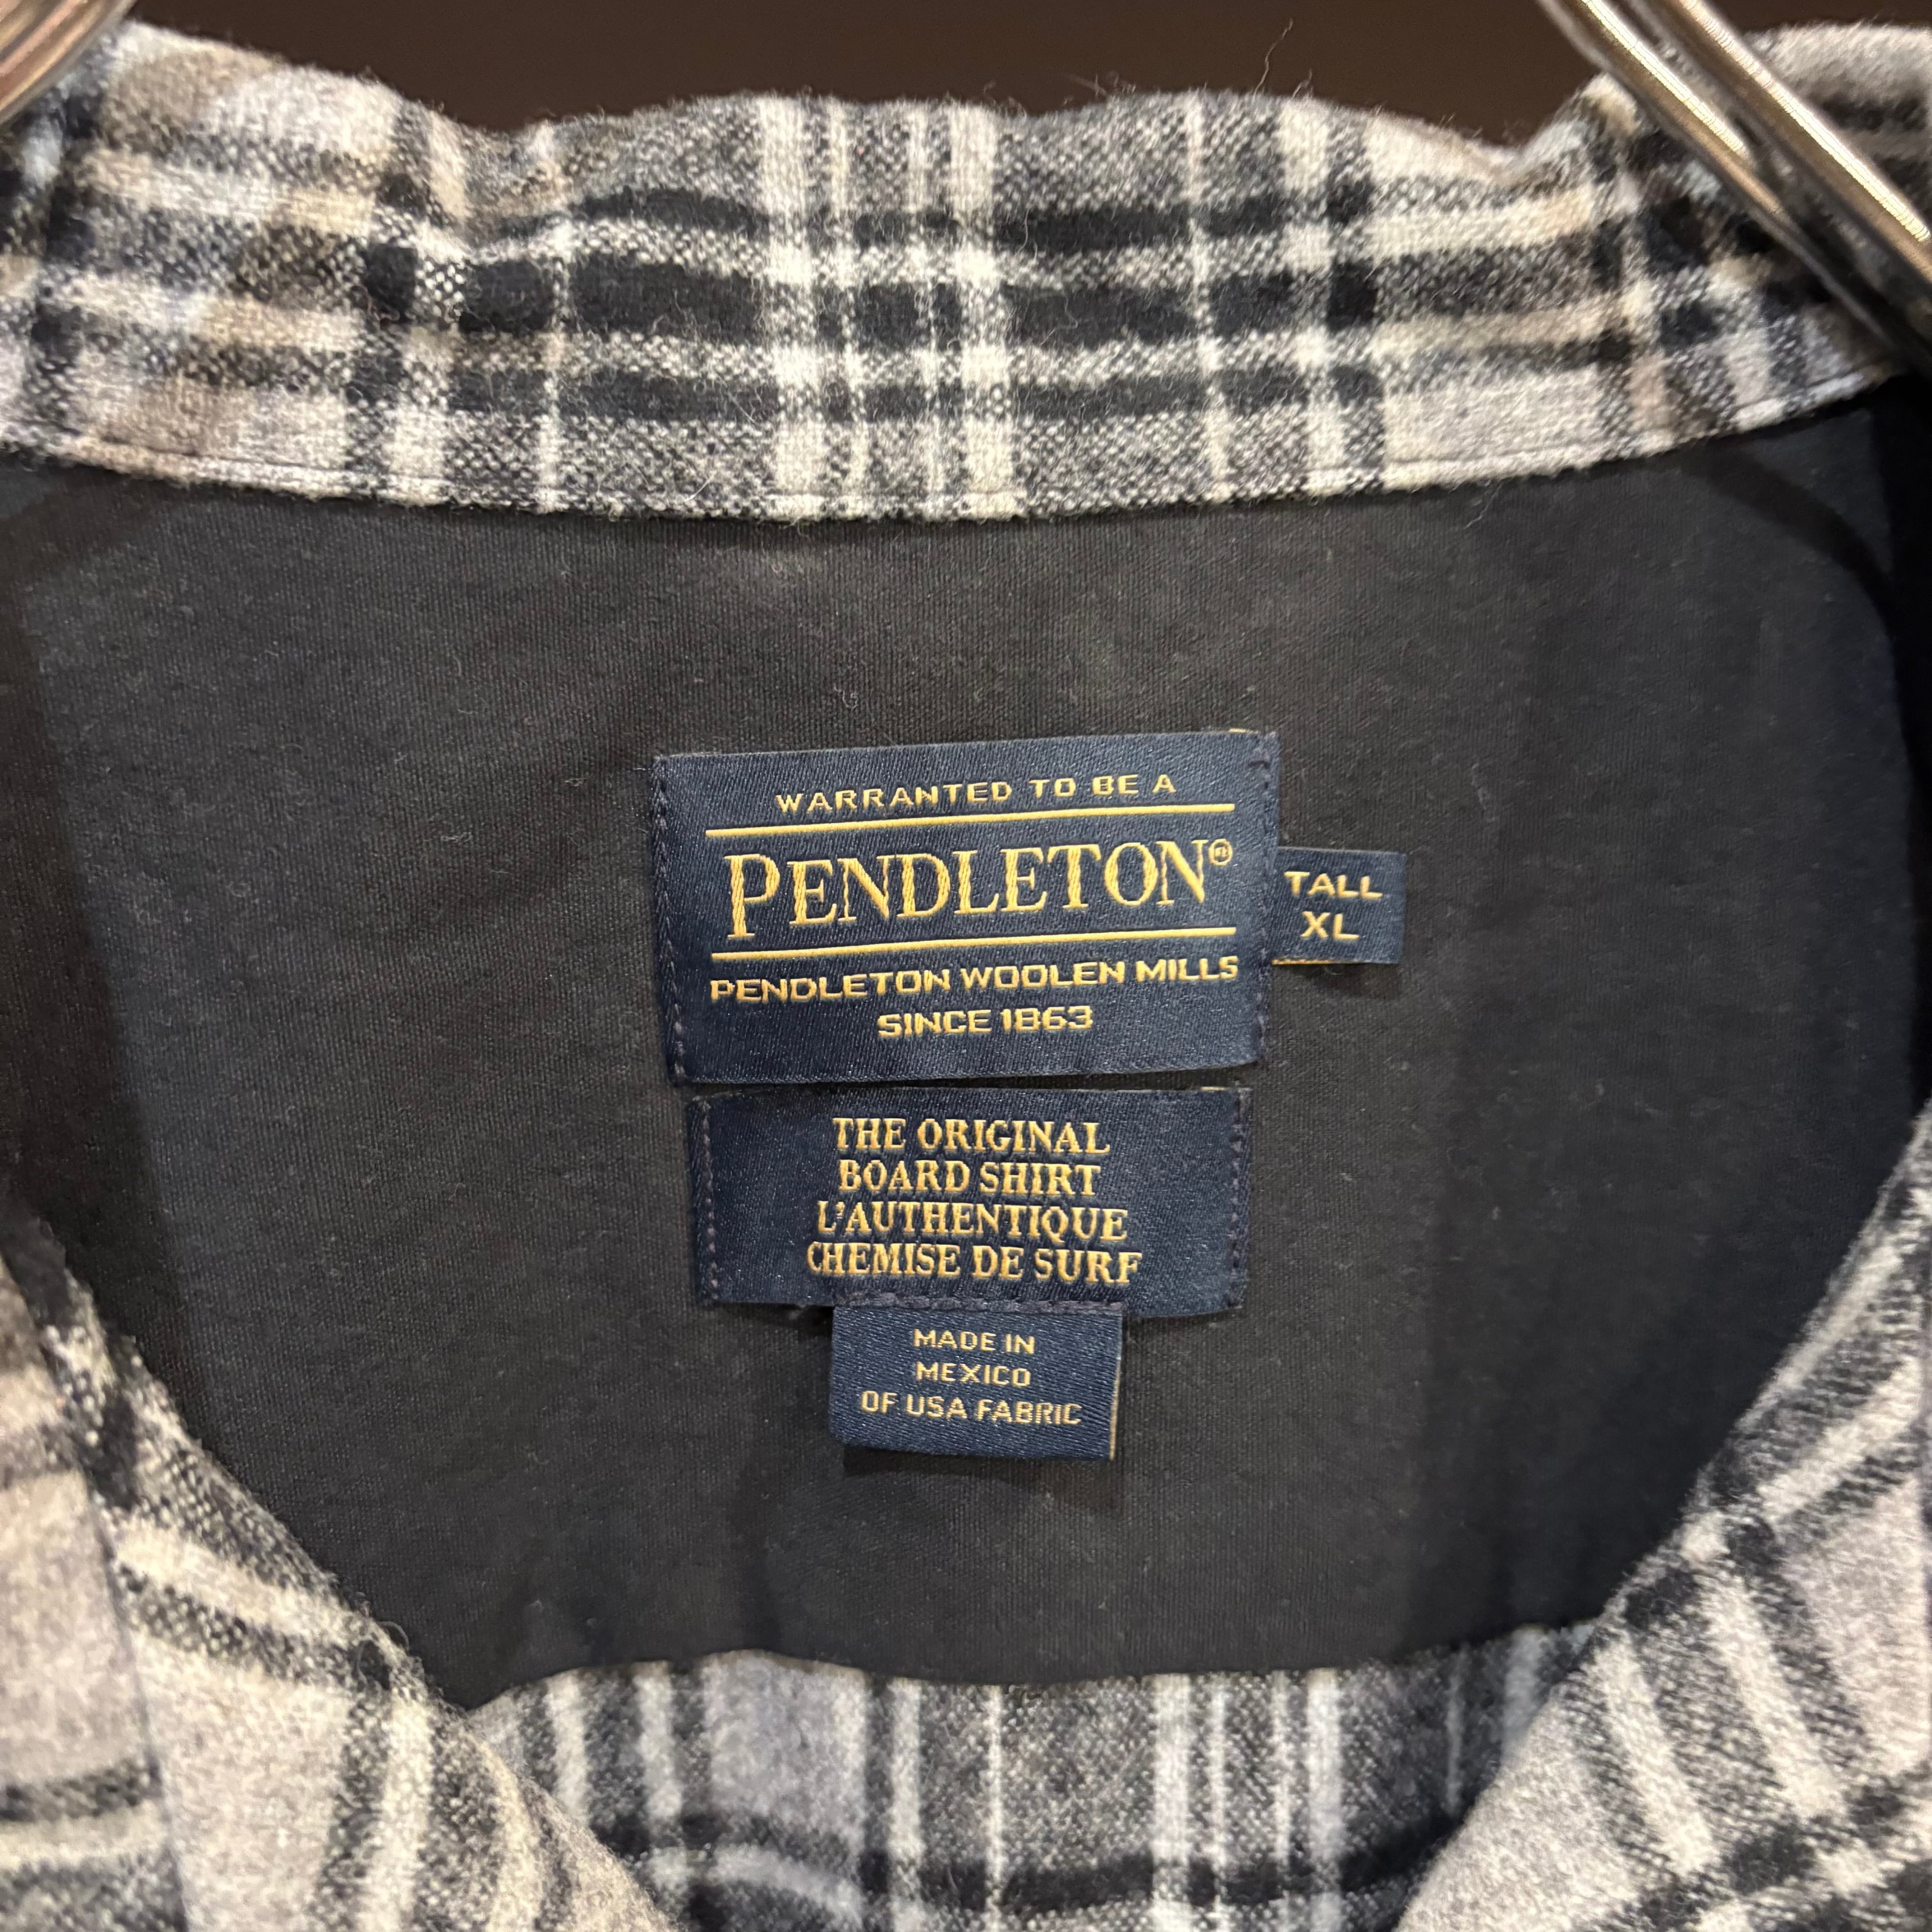 WARRANTED TO BE A
PENDLETON®
PENDLETON WOOLEN MILLS
SINCE 1863
TALL
XL
THE ORIGINAL
BOARD SHIRT
L'AUTHENTIQUE
CHEMISE DE SURF
MADE IN
MEXICO
OF USA FABRIC